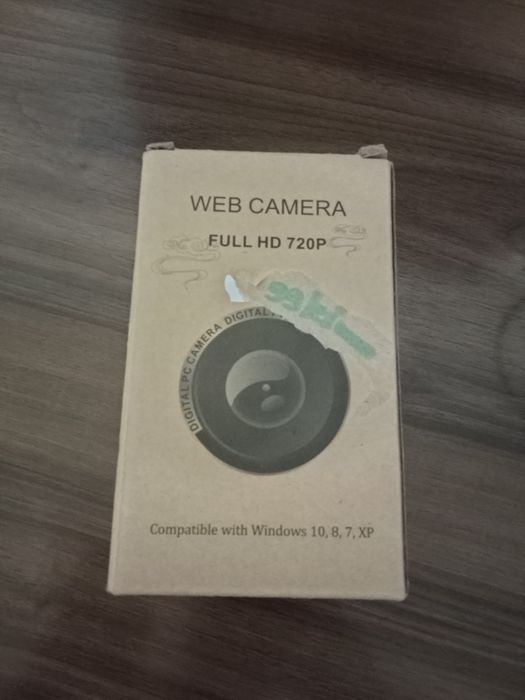 WEB CAMERA
FULL HD 720P
DIGITAL PC CAMERA DIGITAL
Compatible with Windows 10, 8, 7, XP